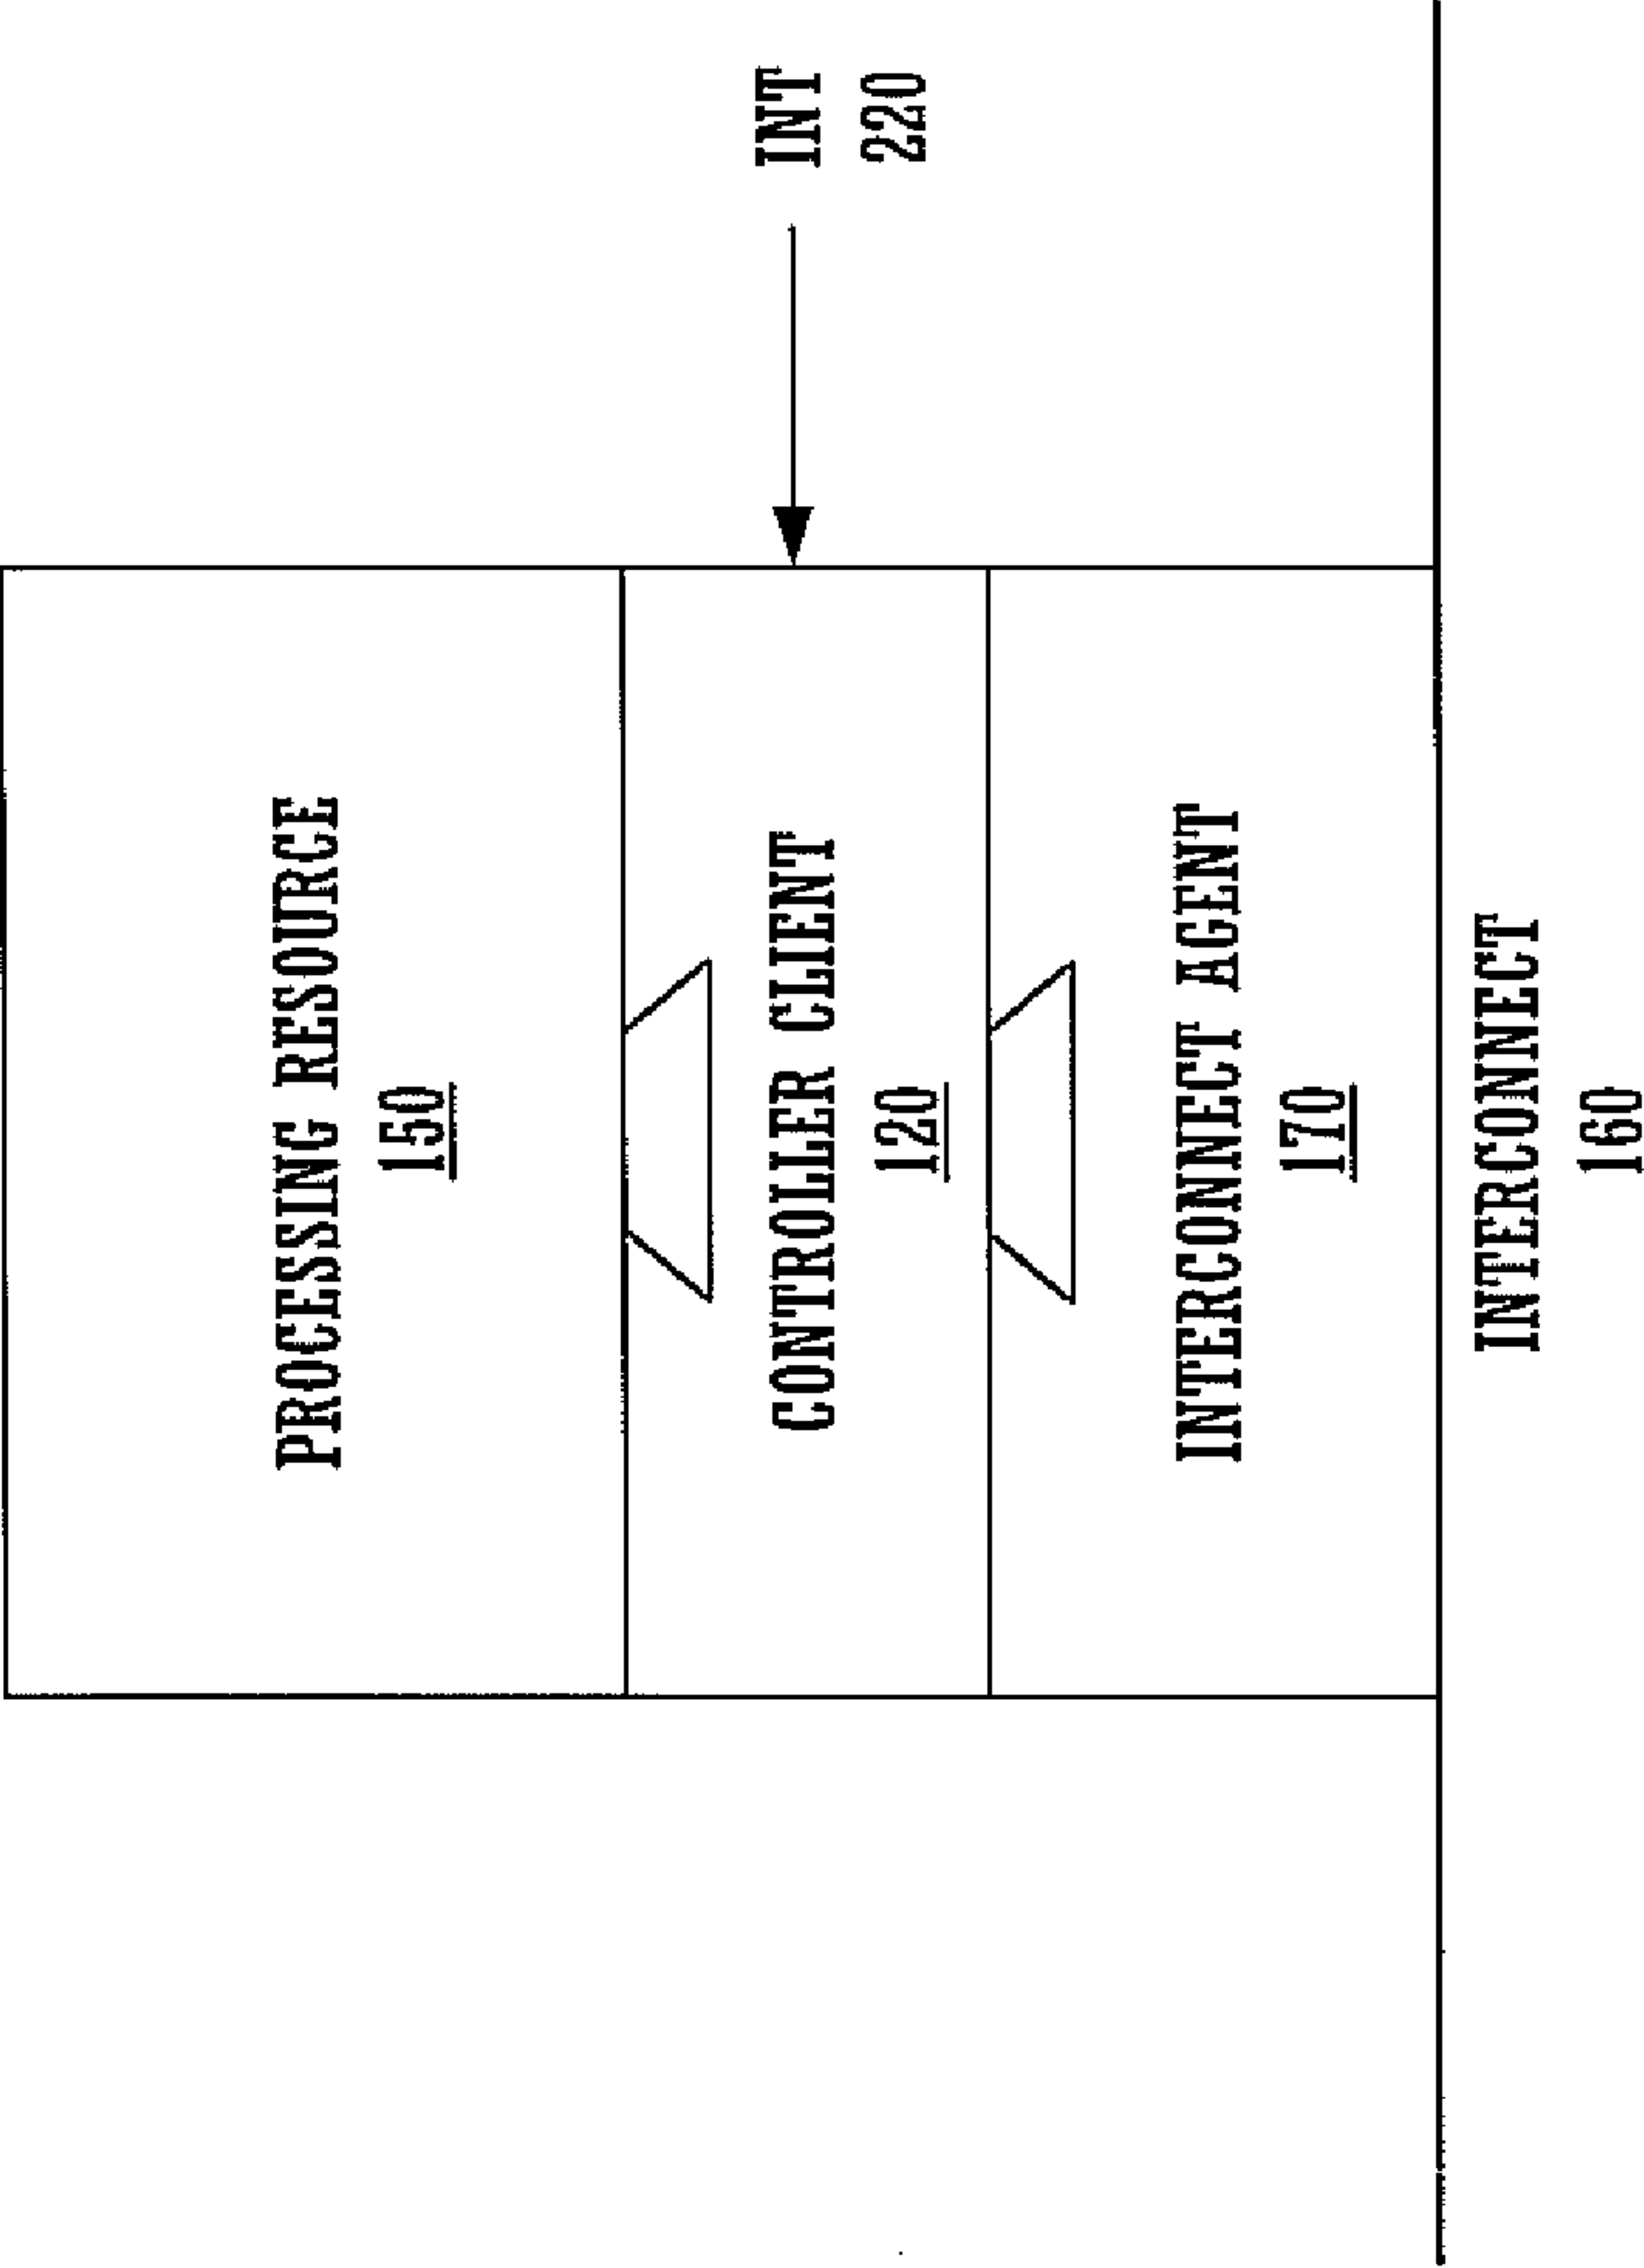 PROCESSING RESOURCE
150
CONTROLLER CLIENT
120
INT
220
INTERCONNECT AGENT
170
INTERCONNECT
160